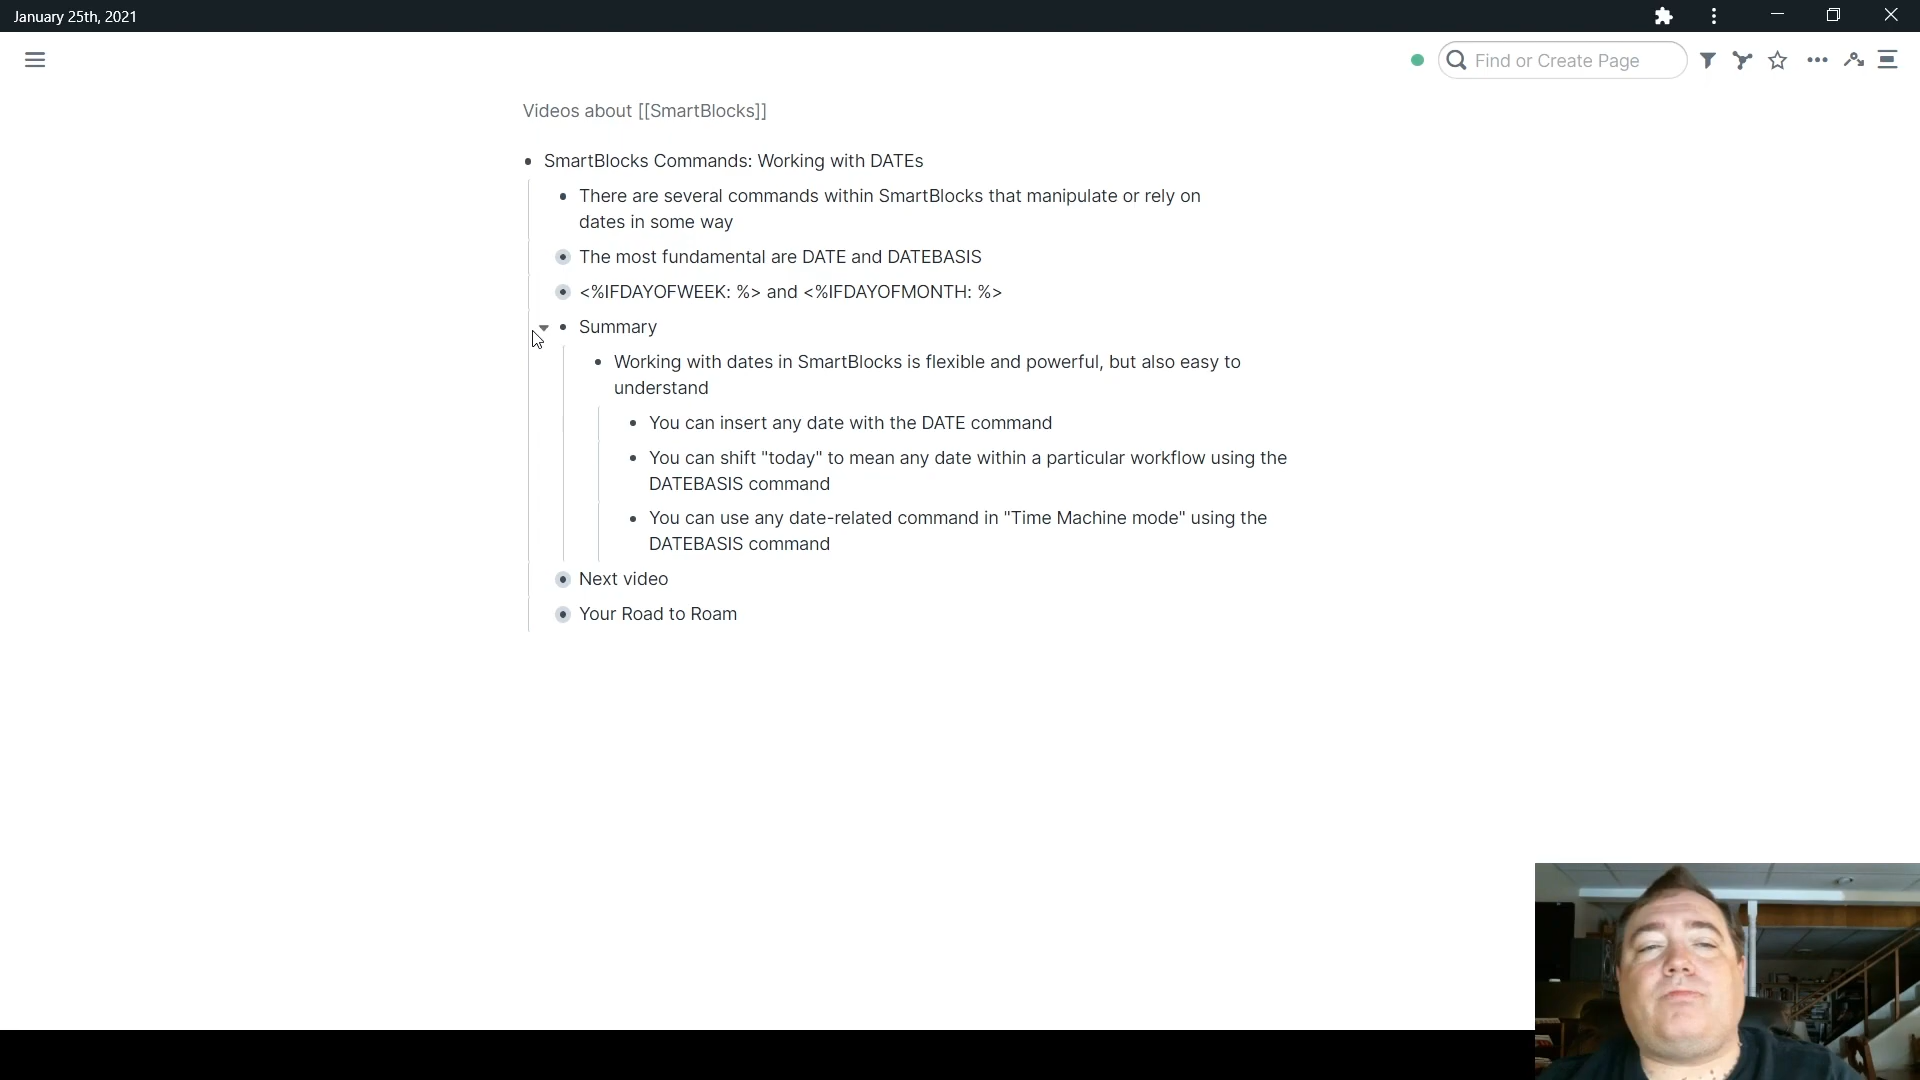 January 25th, 2021
Find or Create Page
Videos about [[SmartBlocks]]
SmartBlocks Commands: Working with DATEs
There are several commands within SmartBlocks that manipulate or rely on
dates in some way
The most fundamental are DATE and DATEBASIS
<%IFDAYOFWEEK: %> and <%IFDAYOFMONTH: %>
Summary
Working with dates in SmartBlocks is flexible and powerful, but also easy to
understand
You can insert any date with the DATE command
You can shift "today" to mean any date within a particular workflow using the
DATEBASIS command
You can use any date-related command in "Time Machine mode" using the
DATEBASIS command
Next video
Your Road to Roam